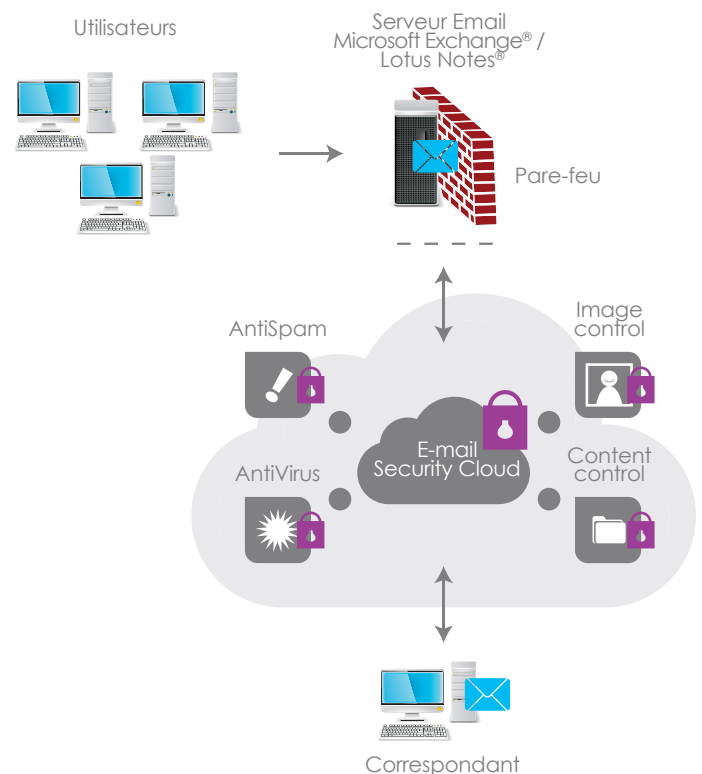 Utilisateurs
Serveur Email
Microsoft Exchange® /
Lotus Notes®
Pare-feu
AntiSpam
Image
control
E-mail
Security Cloud
AntiVirus
Content
control
Correspondant